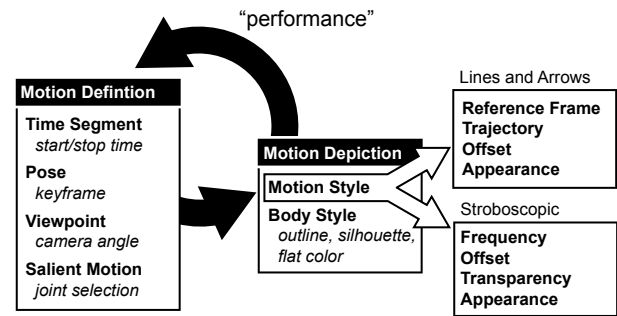 “performance”
Motion Defintion
Time Segment
start/stop time
Pose
keyframe
Viewpoint
camera angle
Salient Motion
joint selection
Motion Depiction
Motion Style
Body Style
outline, silhouette,
flat color
Lines and Arrows
Reference Frame
Trajectory
Offset
Appearance
Stroboscopic
Frequency
Offset
Transparency
Appearance